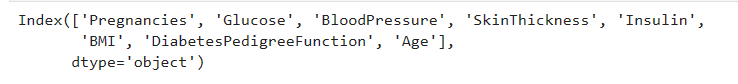 Index(['Pregnancies', 'Glucose', 'BloodPressure', 'SkinThickness', 'Insulin',
       'BMI', 'DiabetesPedigreeFunction', 'Age'],
      dtype='object')